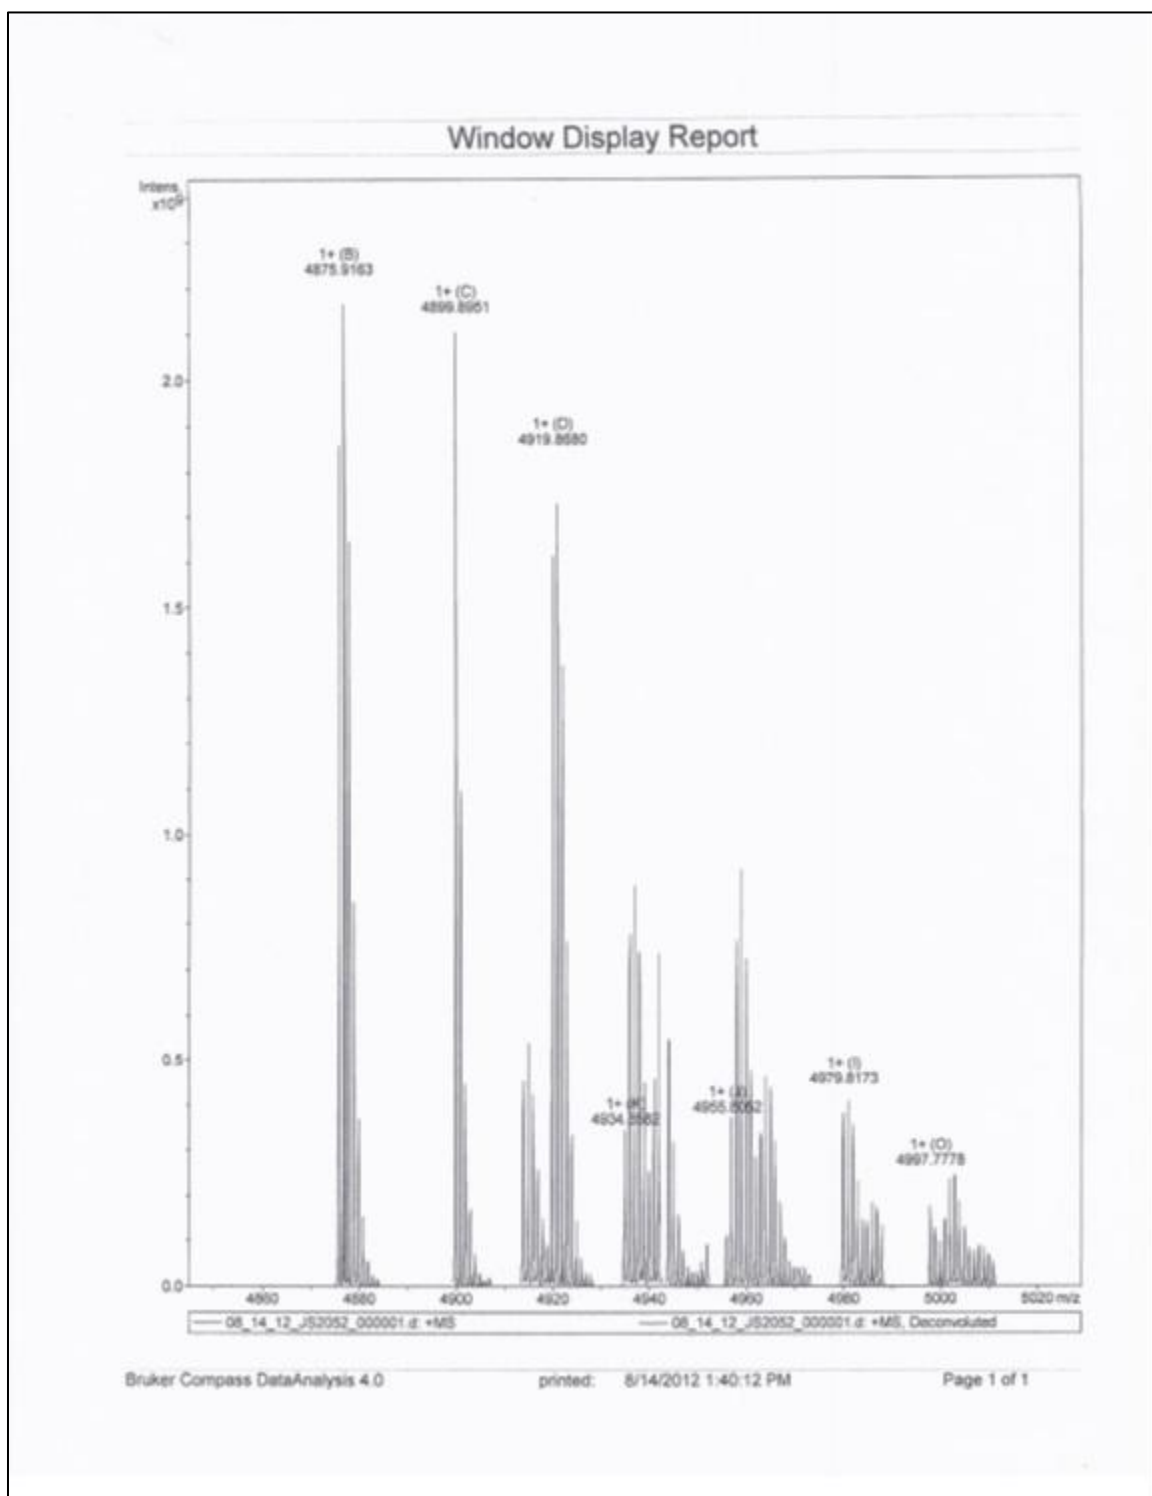 Window Display Report
Intens.
x10⁹
1+ (B)
4875.9163
1+ (C)
4899.8951
1+ (D)
4919.8680
2.0
1.5
1.0
0.5
0.0
1+ (K)
1+ (J)
1+ (I)
4979.8173
1+ (O)
4997.7778
4860 4880 4900 4920 4940 4960 4980 5000 5020 m/z
08_14_12_JS2052_000001.d: +MS 08_14_12_JS2052_000001.d: +MS, Deconvoluted
Bruker Compass DataAnalysis 4.0 printed: 8/14/2012 1:40:12 PM Page 1 of 1